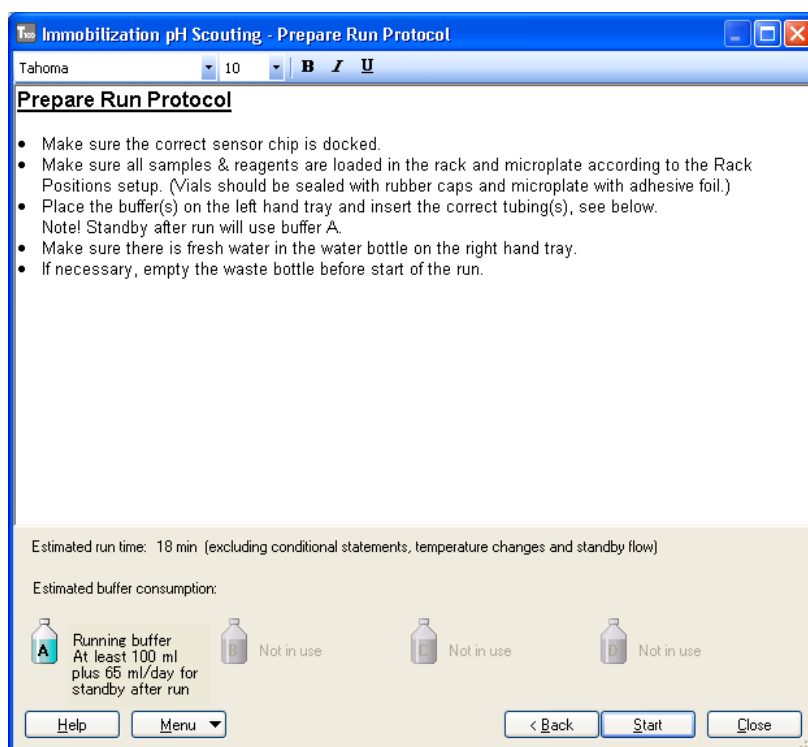 T100 Immobilization pH Scouting - Prepare Run Protocol
Tahoma 10 B I U
Prepare Run Protocol
• Make sure the correct sensor chip is docked.
• Make sure all samples & reagents are loaded in the rack and microplate according to the Rack
Positions setup. (Vials should be sealed with rubber caps and microplate with adhesive foil.)
• Place the buffer(s) on the left hand tray and insert the correct tubing(s), see below.
Note! Standby after run will use buffer A.
• Make sure there is fresh water in the water bottle on the right hand tray.
• If necessary, empty the waste bottle before start of the run.
Estimated run time: 18 min (excluding conditional statements, temperature changes and standby flow)
Estimated buffer consumption:
A Running buffer
At least 100 ml
plus 65 ml/day for
standby after run
B Not in use
C Not in use
D Not in use
Help Menu < Back Start Close